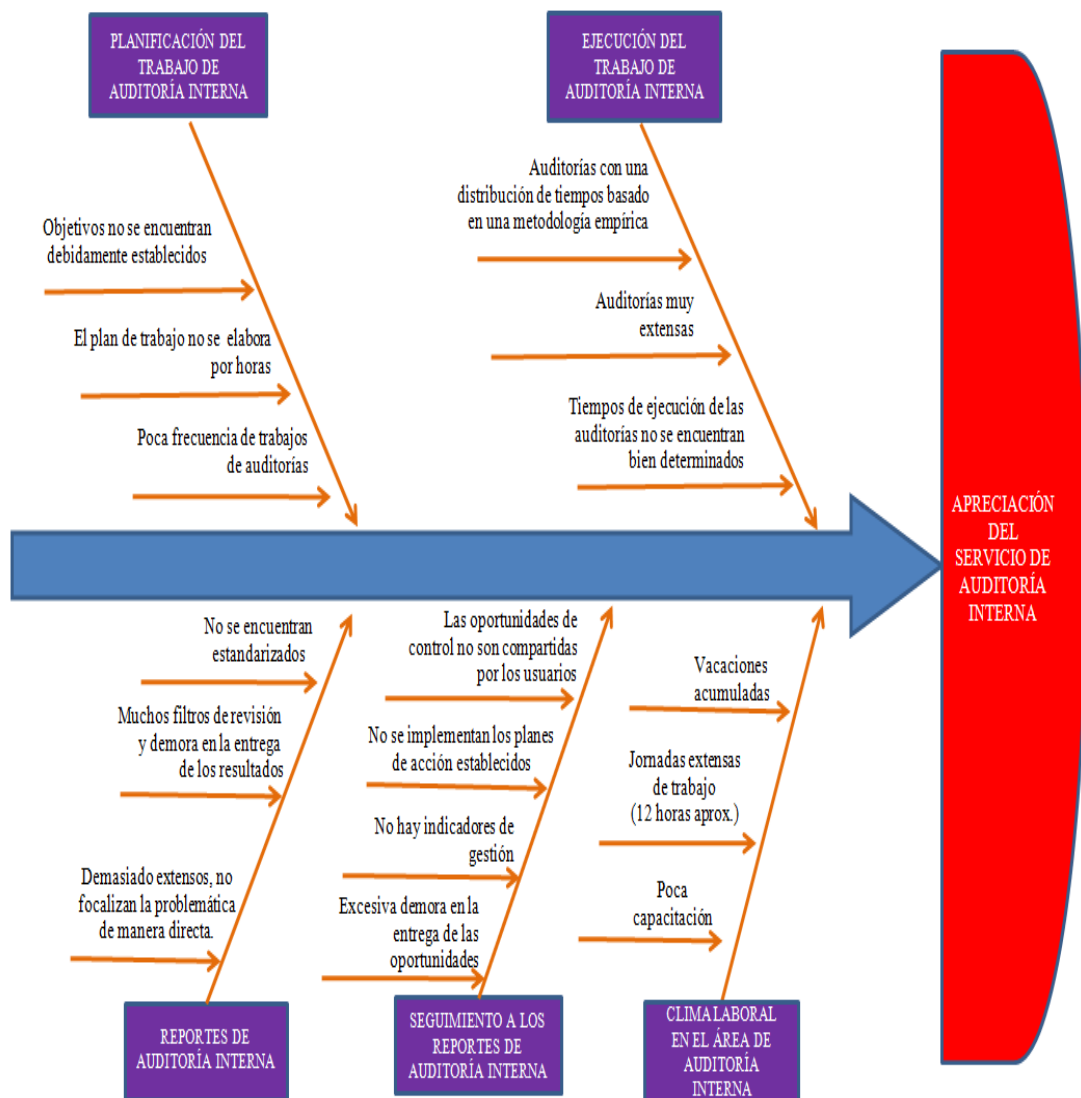 PLANIFICACIÓN DEL
TRABAJO DE
AUDITORÍA INTERNA
Objetivos no se encuentran
debidamente establecidos
El plan de trabajo no se elabora
por horas
Poca frecuencia de trabajos
de auditorías
EJECUCIÓN DEL
TRABAJO DE
AUDITORÍA INTERNA
Auditorías con una
distribución de tiempos basado
en una metodología empírica
Auditorías muy
extensas
Tiempos de ejecución de las
auditorías no se encuentran
bien determinados
APRECIACIÓN
DEL
SERVICIO DE
AUDITORÍA
INTERNA
No se encuentran
estandarizados
Muchos filtros de revisión
y demora en la entrega
de los resultados
Demasiado extensos, no
focalizan la problemática
de manera directa.
REPORTES DE
AUDITORÍA INTERNA
Las oportunidades de
control no son compartidas
por los usuarios
No se implementan los planes
de acción establecidos
No hay indicadores de
gestión
Excesiva demora en la
entrega de las
oportunidades
SEGUIMIENTO A LOS
REPORTES DE
AUDITORÍA INTERNA
Vacaciones
acumuladas
Jornadas extensas
de trabajo
(12 horas aprox.)
Poca
capacitación
CLIMA LABORAL
EN EL ÁREA DE
AUDITORÍA
INTERNA